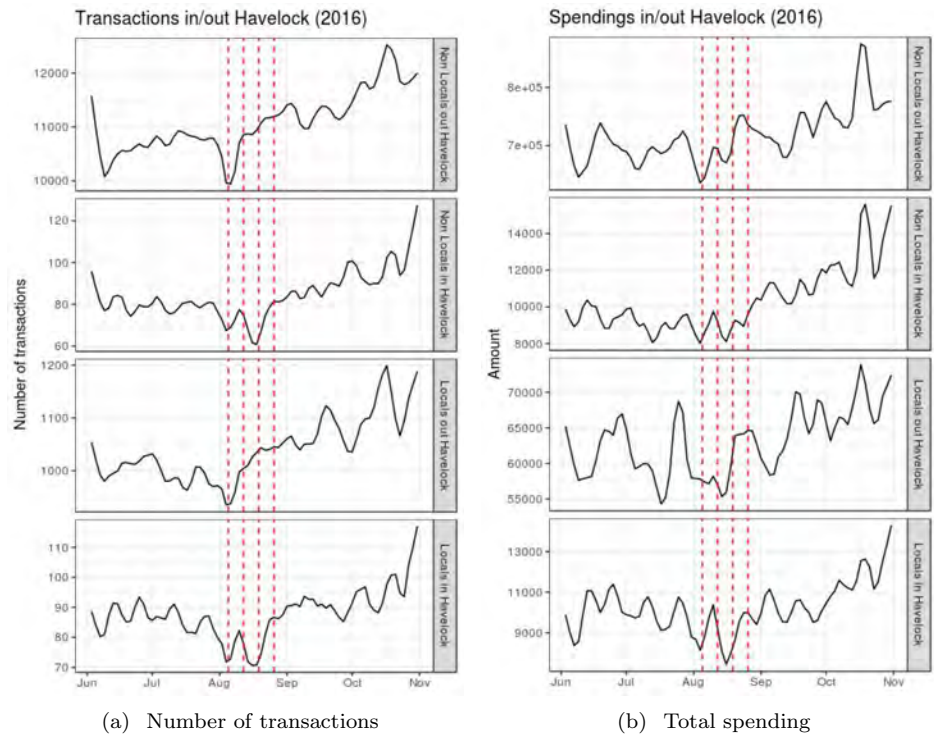 Transactions in/out Havelock (2016)
Number of transactions
12000
11000
10000
Non Locals out Havelock
120
100
80
60
Non Locals in Havelock
1200
1100
1000
Locals out Havelock
110
100
90
80
70
Locals in Havelock
Jun Jul Aug Sep Oct Nov
(a) Number of transactions
Spendings in/out Havelock (2016)
Amount
8e+05
7e+05
Non Locals out Havelock
14000
12000
10000
8000
Non Locals in Havelock
70000
65000
60000
55000
Locals out Havelock
13000
11000
9000
Locals in Havelock
Jun Jul Aug Sep Oct Nov
(b) Total spending